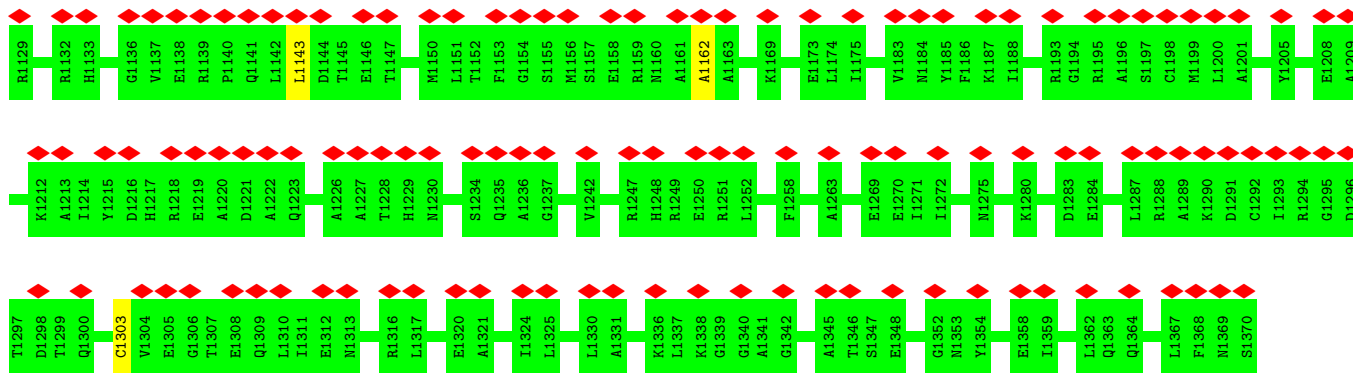 R1129 R1132 H1133 G1136 V1137 E1138 R1139 P1140 Q1141 L1142 L1143 D1144 T1145 E1146 T1147 M1150 L1151 T1152 F1153 G1154 S1155 M1156 S1157 E1158 R1159 N1160 A1161 A1162 A1163 K1169 E1173 L1174 I1175 V1183 N1184 Y1185 F1186 K1187 I1188 R1193 G1194 R1195 A1196 S1197 C1198 M1199 L1200 A1201 Y1205 E1208 A1209
K1212 A1213 I1214 Y1215 D1216 H1217 R1218 E1219 A1220 D1221 A1222 Q1223 A1226 A1227 T1228 H1229 N1230 S1234 Q1235 A1236 G1237 V1242 R1247 H1248 R1249 E1250 R1251 L1252 F1258 A1263 E1269 E1270 I1271 I1272 N1275 K1280 D1283 E1284 L1287 R1288 A1289 K1290 D1291 C1292 I1293 R1294 G1295 D1296
T1297 D1298 T1299 Q1300 C1303 V1304 E1305 G1306 T1307 E1308 Q1309 L1310 I1311 E1312 N1313 R1316 L1317 E1320 A1321 I1324 L1325 L1330 A1331 K1336 L1337 K1338 G1339 G1340 A1341 G1342 A1345 T1346 S1347 E1348 G1352 N1353 Y1354 E1358 I1359 L1362 Q1363 Q1364 L1367 F1368 N1369 S1370